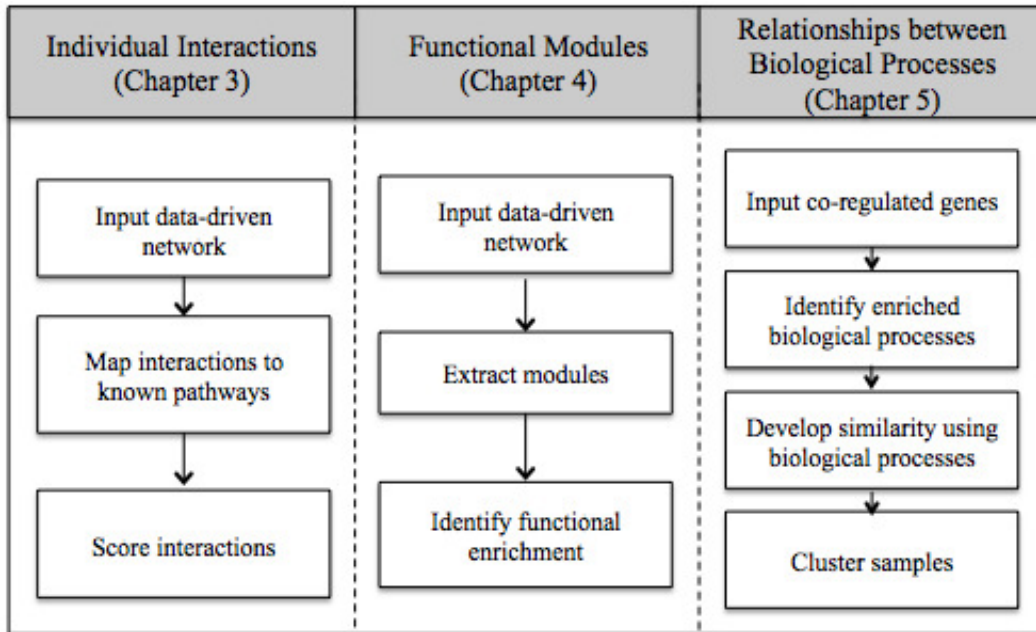 Individual Interactions
(Chapter 3)
Functional Modules
(Chapter 4)
Relationships between
Biological Processes
(Chapter 5)
Input data-driven
network
Map interactions to
known pathways
Score interactions
Input data-driven
network
Extract modules
Identify functional
enrichment
Input co-regulated genes
Identify enriched
biological processes
Develop similarity using
biological processes
Cluster samples